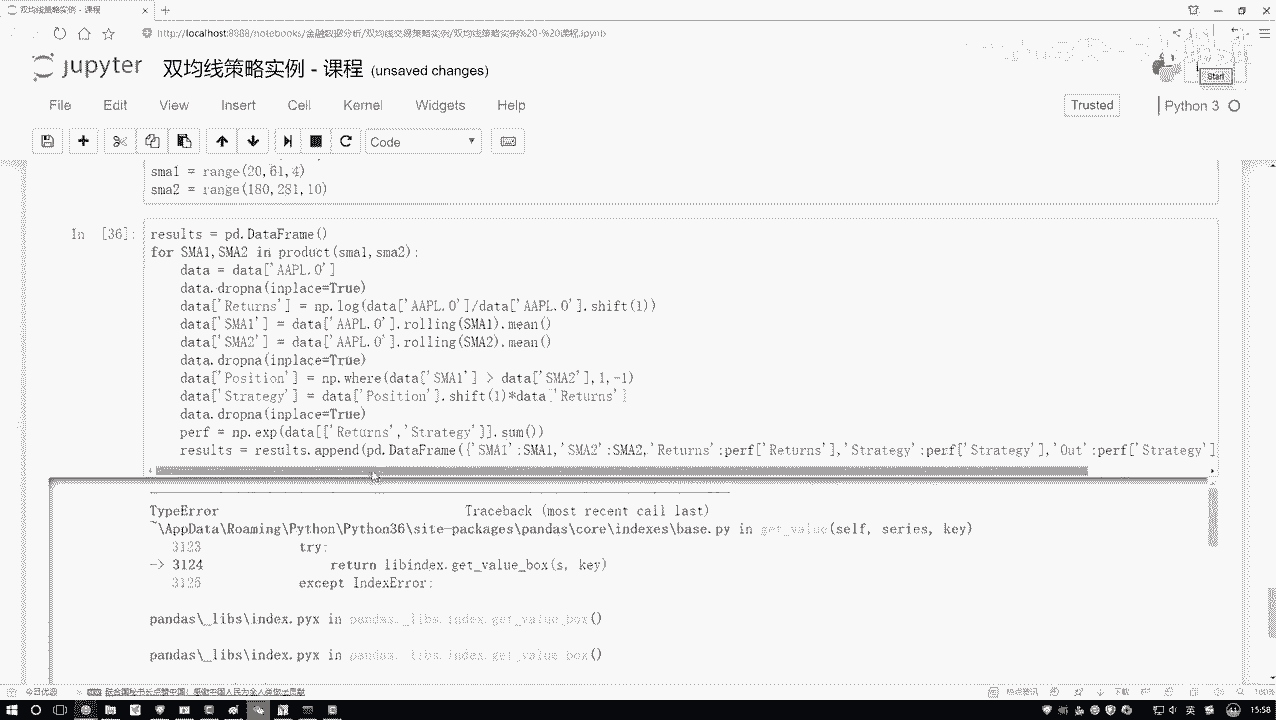 双均线策略实例 - 课程
http://localhost:8888/notebooks/金融数据分析/双均线交易策略实例/双均线策略实例%20-%20课程.ipynb
jupyter 双均线策略实例 - 课程 (unsaved changes)
Start
File Edit View Insert Cell Kernel Widgets Help
Trusted
Python 3
Code
sma1 = range(20,61,4)
sma2 = range(180,281,10)
In [36]:
results = pd.DataFrame()
for SMA1,SMA2 in product(sma1,sma2):
data = data['AAPL.O']
data.dropna(inplace=True)
data['Returns'] = np.log(data['AAPL.O']/data['AAPL.O'].shift(1))
data['SMA1'] = data['AAPL.O'].rolling(SMA1).mean()
data['SMA2'] = data['AAPL.O'].rolling(SMA2).mean()
data.dropna(inplace=True)
data['Position'] = np.where(data['SMA1'] > data['SMA2'],1,-1)
data['Strategy'] = data['Position'].shift(1)*data['Returns']
data.dropna(inplace=True)
perf = np.exp(data[['Returns','Strategy']].sum())
results = results.append(pd.DataFrame({'SMA1':SMA1,'SMA2':SMA2,'Returns':perf['Returns'],'Strategy':perf['Strategy'],'Out':perf['Strategy']
TypeError Traceback (most recent call last)
~\AppData\Roaming\Python\Python36\site-packages\pandas\core\indexes\base.py in get_value(self, series, key)
3123 try:
-> 3124 return libindex.get_value_box(s, key)
3125 except IndexError:
pandas\_libs\index.pyx in pandas._libs.index.get_value_box()
pandas\_libs\index.pyx in pandas._libs.index.get_value_box()
今日优选
下载
100%
英
15:58